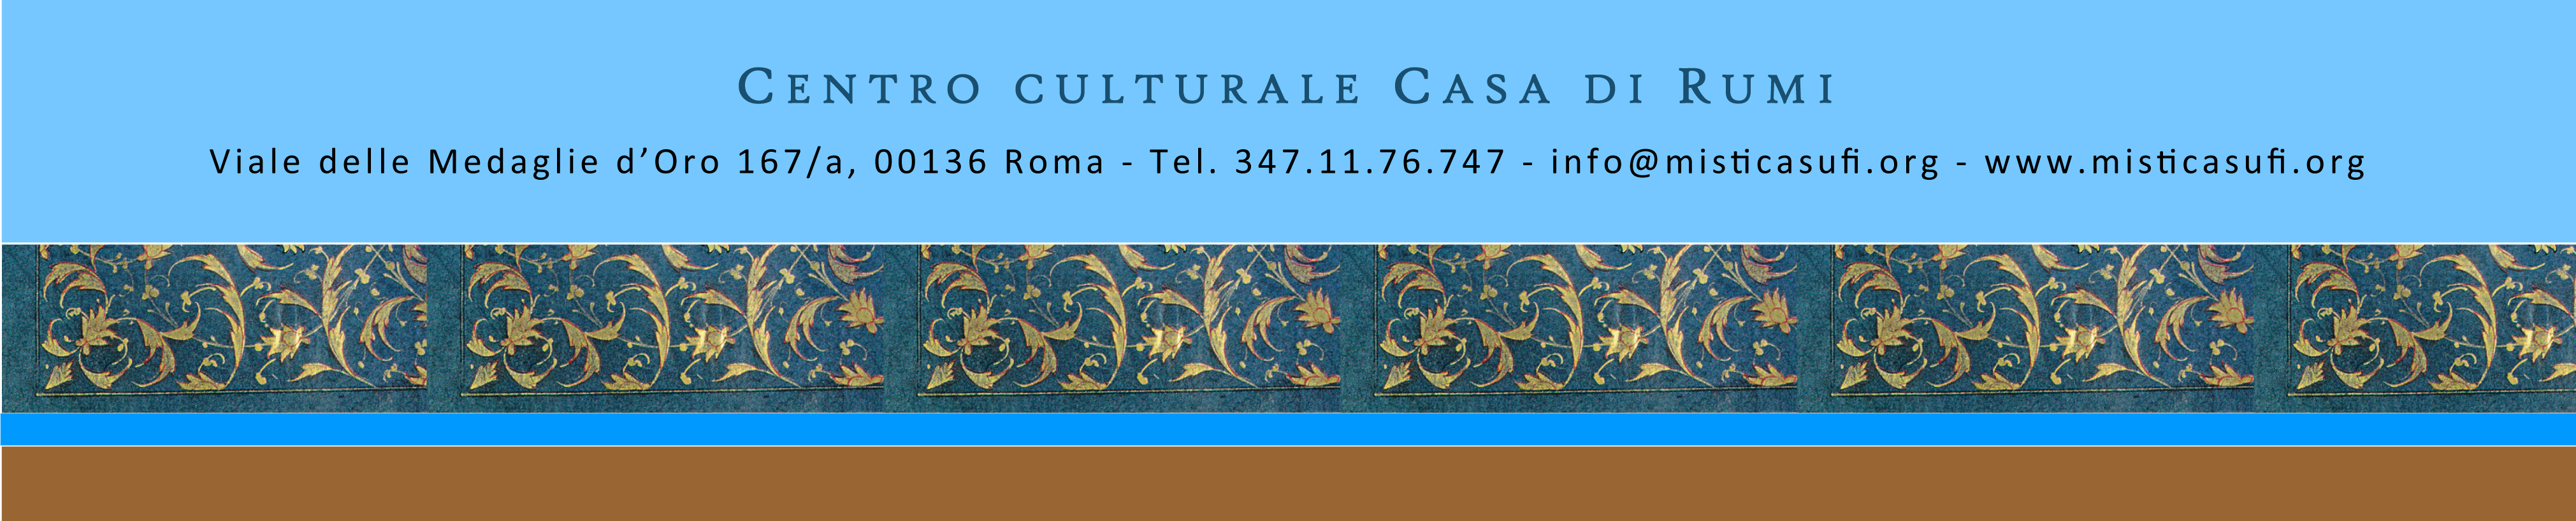 Centro culturale Casa di Rumi
Viale delle Medaglie d’Oro 167/a, 00136 Roma - Tel. 347.11.76.747 - info@misticasufi.org - www.misticasufi.org